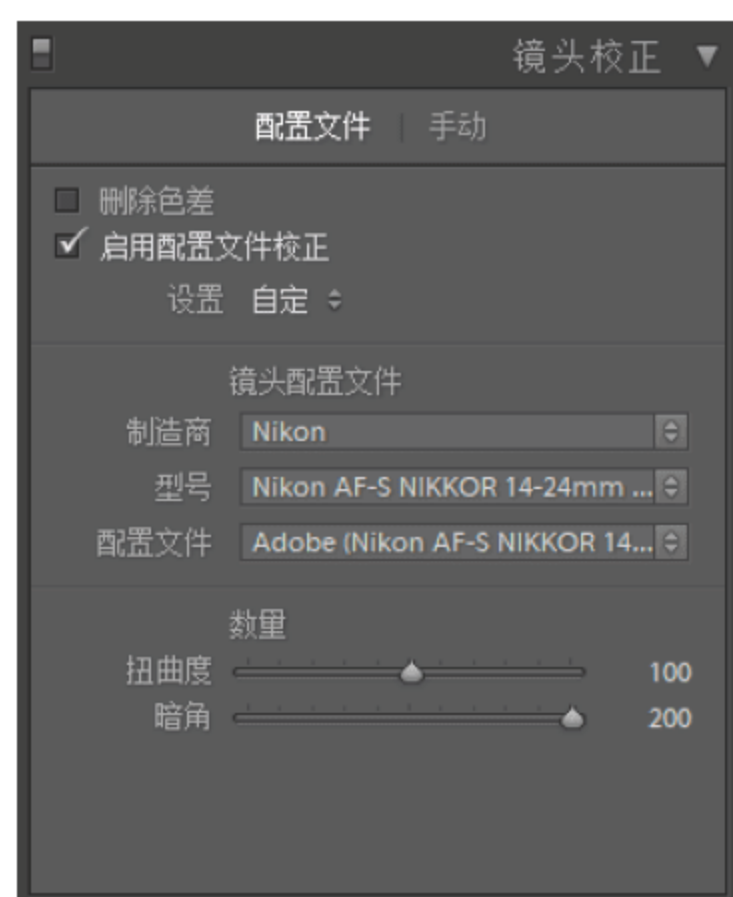 镜头校正
配置文件 手动
删除色差
启用配置文件校正
设置 自定
镜头配置文件
制造商 Nikon
型号 Nikon AF-S NIKKOR 14-24mm ...
配置文件 Adobe (Nikon AF-S NIKKOR 14...
数量
扭曲度 100
暗角 200